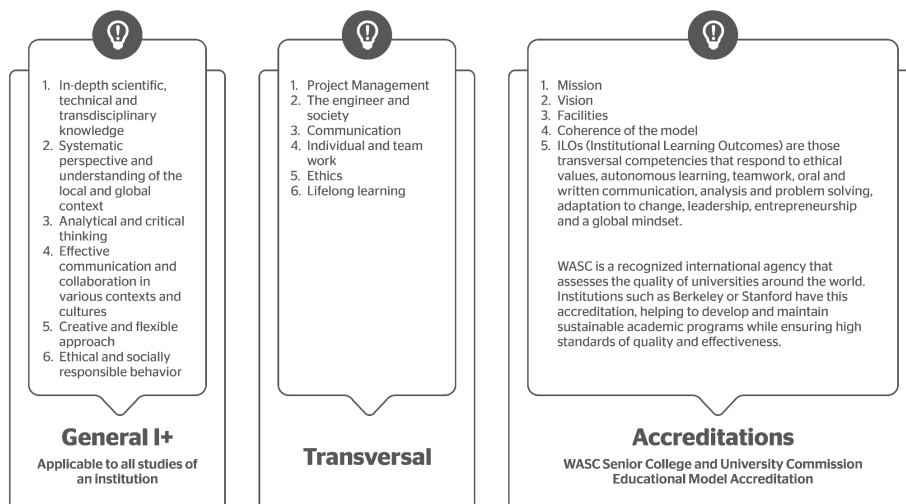 1. In-depth scientific,
technical and
transdisciplinary
knowledge
2. Systematic
perspective and
understanding of the
local and global
context
3. Analytical and critical
thinking
4. Effective
communication and
collaboration in
various contexts and
cultures
5. Creative and flexible
approach
6. Ethical and socially
responsible behavior
General I+
Applicable to all studies of
an institution
1. Project Management
2. The engineer and
society
3. Communication
4. Individual and team
work
5. Ethics
6. Lifelong learning
Transversal
1. Mission
2. Vision
3. Facilities
4. Coherence of the model
5. ILOs (Institutional Learning Outcomes) are those
transversal competencies that respond to ethical
values, autonomous learning, teamwork, oral and
written communication, analysis and problem solving,
adaptation to change, leadership, entrepreneurship
and a global mindset.
WASC is a recognized international agency that
assesses the quality of universities around the world.
Institutions such as Berkeley or Stanford have this
accreditation, helping to develop and maintain
sustainable academic programs while ensuring high
standards of quality and effectiveness.
Accreditations
WASC Senior College and University Commission
Educational Model Accreditation